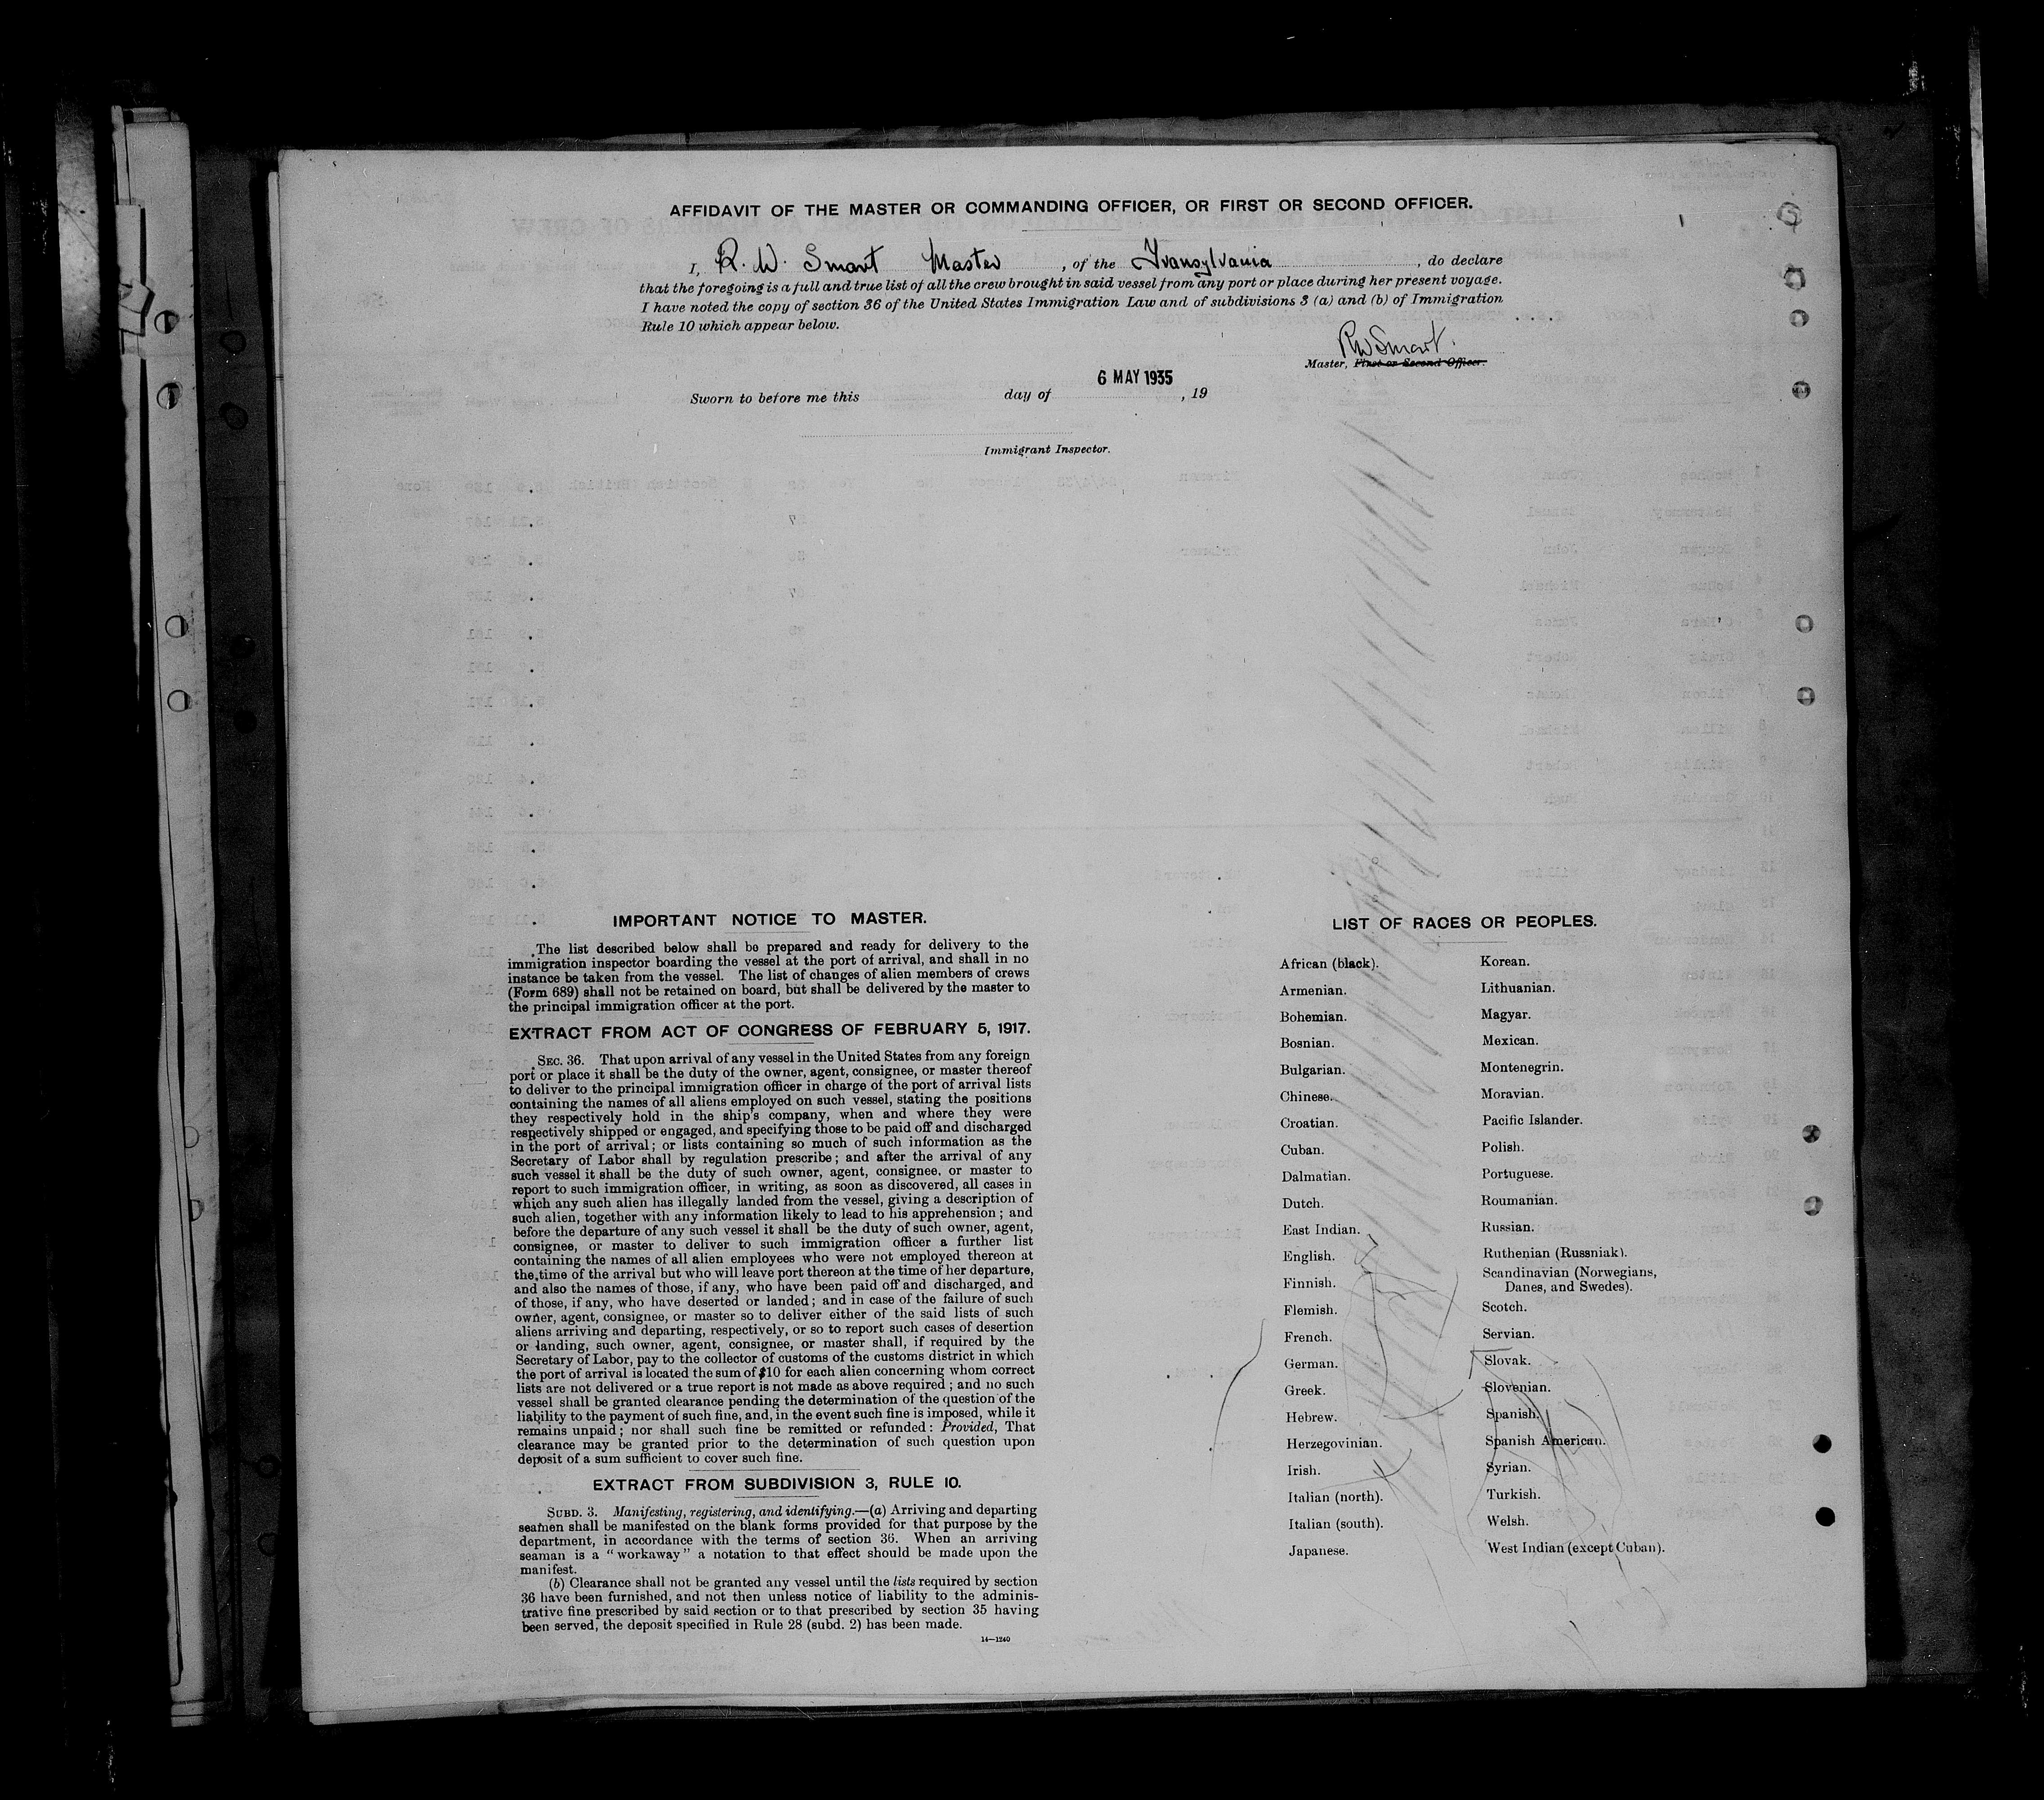 AFFIDAVIT OF THE MASTER OR COMMANDING OFFICER, OR FIRST OR SECOND OFFICER.
I, R. W. Smart Master, of the Transylvania, do declare
that the foregoing is a full and true list of all the crew brought in said vessel from any port or place during her present voyage.
I have noted the copy of section 36 of the United States Immigration Law and of subdivisions 3 (a) and (b) of Immigration
Rule 10 which appear below.
RW Smart.
Master, First or Second Officer.
6 MAY 1935
Sworn to before me this day of , 19
Immigrant Inspector.
IMPORTANT NOTICE TO MASTER.
The list described below shall be prepared and ready for delivery to the
immigration inspector boarding the vessel at the port of arrival, and shall in no
instance be taken from the vessel. The list of changes of alien members of crews
(Form 689) shall not be retained on board, but shall be delivered by the master to
the principal immigration officer at the port.
EXTRACT FROM ACT OF CONGRESS OF FEBRUARY 5, 1917.
SEC. 36. That upon arrival of any vessel in the United States from any foreign
port or place it shall be the duty of the owner, agent, consignee, or master thereof
to deliver to the principal immigration officer in charge of the port of arrival lists
containing the names of all aliens employed on such vessel, stating the positions
they respectively hold in the ship's company, when and where they were
respectively shipped or engaged, and specifying those to be paid off and discharged
in the port of arrival; or lists containing so much of such information as the
Secretary of Labor shall by regulation prescribe; and after the arrival of any
such vessel it shall be the duty of such owner, agent, consignee, or master to
report to such immigration officer, in writing, as soon as discovered, all cases in
which any such alien has illegally landed from the vessel, giving a description of
such alien, together with any information likely to lead to his apprehension; and
before the departure of any such vessel it shall be the duty of such owner, agent,
consignee, or master to deliver to such immigration officer a further list
containing the names of all alien employees who were not employed thereon at
the time of the arrival but who will leave port thereon at the time of her departure,
and also the names of those, if any, who have been paid off and discharged, and
of those, if any, who have deserted or landed; and in case of the failure of such
owner, agent, consignee, or master so to deliver either of the said lists of such
aliens arriving and departing, respectively, or so to report such cases of desertion
or landing, such owner, agent, consignee, or master shall, if required by the
Secretary of Labor, pay to the collector of customs of the customs district in which
the port of arrival is located the sum of $10 for each alien concerning whom correct
lists are not delivered or a true report is not made as above required; and no such
vessel shall be granted clearance pending the determination of the question of the
liability to the payment of such fine, and, in the event such fine is imposed, while it
remains unpaid; nor shall such fine be remitted or refunded: Provided, That
clearance may be granted prior to the determination of such question upon
deposit of a sum sufficient to cover such fine.
EXTRACT FROM SUBDIVISION 3, RULE 10.
SUBD. 3. Manifesting, registering, and identifying.—(a) Arriving and departing
seamen shall be manifested on the blank forms provided for that purpose by the
department, in accordance with the terms of section 36. When an arriving
seaman is a "workaway" a notation to that effect should be made upon the
manifest.
(b) Clearance shall not be granted any vessel until the lists required by section
36 have been furnished, and not then unless notice of liability to the adminis-
trative fine prescribed by said section or to that prescribed by section 35 having
been served, the deposit specified in Rule 28 (subd. 2) has been made.
14—1240
LIST OF RACES OR PEOPLES.
African (black).
Armenian.
Bohemian.
Bosnian.
Bulgarian.
Chinese.
Croatian.
Cuban.
Dalmatian.
Dutch.
East Indian.
English.
Finnish.
Flemish.
French.
German.
Greek.
Hebrew.
Herzegovinian.
Irish.
Italian (north).
Italian (south).
Japanese.
Korean.
Lithuanian.
Magyar.
Mexican.
Montenegrin.
Moravian.
Pacific Islander.
Polish.
Portuguese.
Roumanian.
Russian.
Ruthenian (Russniak).
Scandinavian (Norwegians,
Danes, and Swedes).
Scotch.
Servian.
Slovak.
Slovenian.
Spanish.
Spanish American.
Syrian.
Turkish.
Welsh.
West Indian (except Cuban).